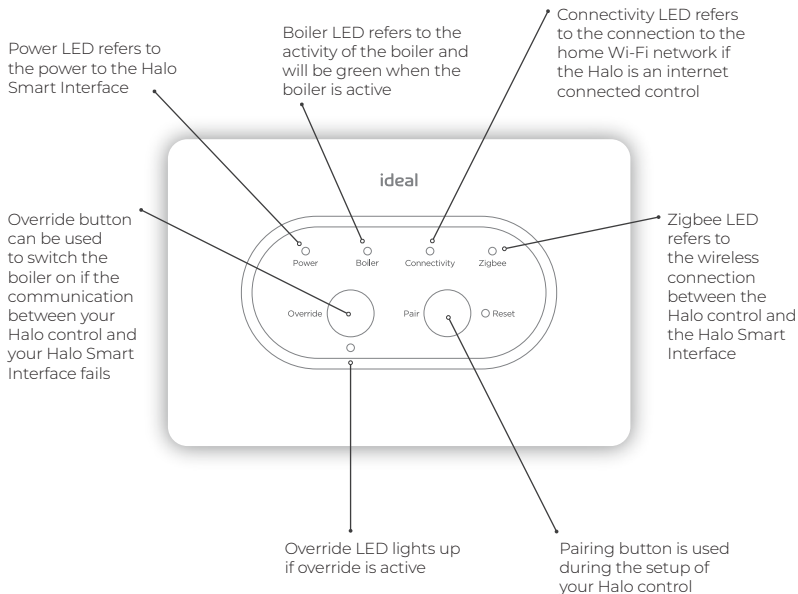 Power LED refers to
the power to the Halo
Smart Interface
Boiler LED refers to the
activity of the boiler and
will be green when the
boiler is active
Connectivity LED refers
to the connection to the
home Wi-Fi network if
the Halo is an internet
connected control
ideal
Power
Boiler
Connectivity
Zigbee
Override
Pair
Reset
Override button
can be used
to switch the
boiler on if the
communication
between your
Halo control and
your Halo Smart
Interface fails
Zigbee LED
refers to
the wireless
connection
between the
Halo control and
the Halo Smart
Interface
Override LED lights up
if override is active
Pairing button is used
during the setup of
your Halo control